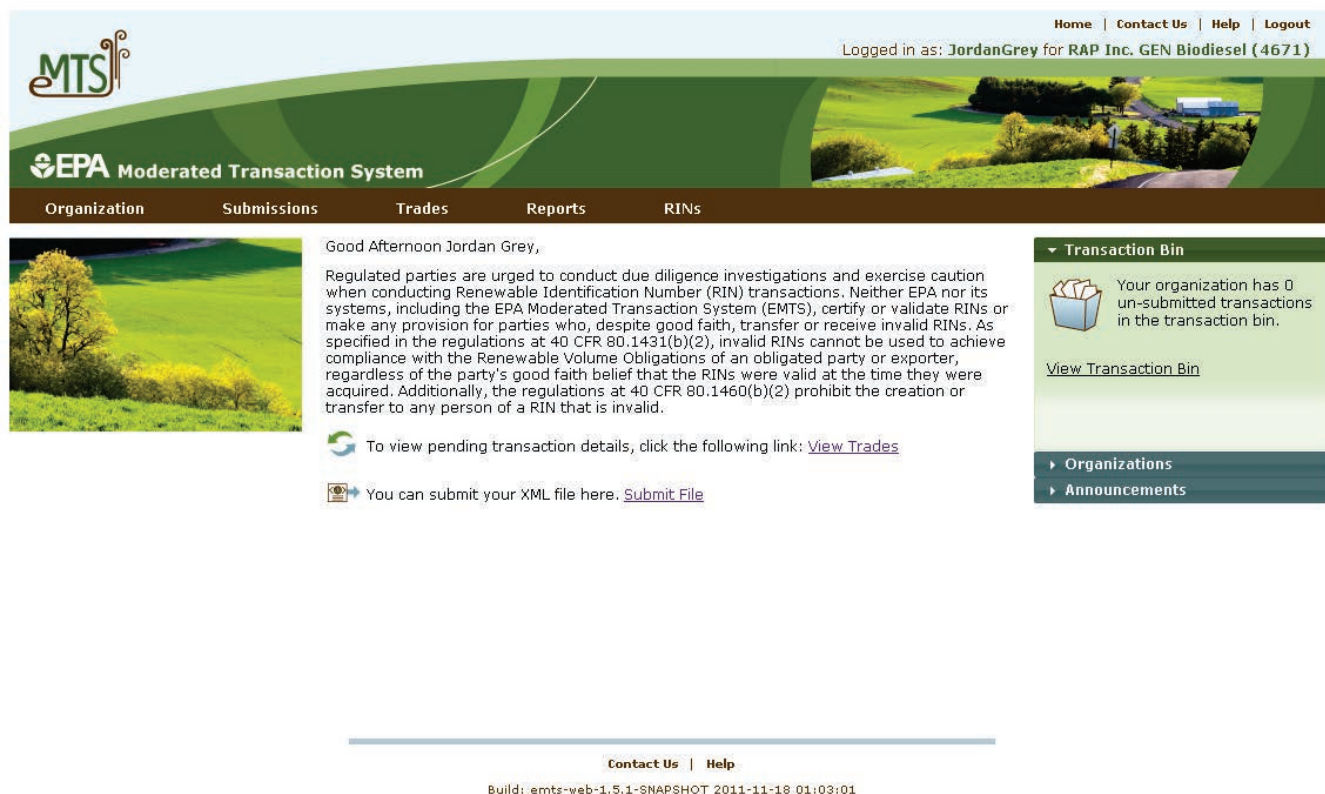 Home | Contact Us | Help | Logout
Logged in as: JordanGrey for RAP Inc. GEN Biodiesel (4671)
eMTS
EPA Moderated Transaction System
Organization Submissions Trades Reports RINs
Good Afternoon Jordan Grey,
Regulated parties are urged to conduct due diligence investigations and exercise caution
when conducting Renewable Identification Number (RIN) transactions. Neither EPA nor its
systems, including the EPA Moderated Transaction System (EMTS), certify or validate RINs or
make any provision for parties who, despite good faith, transfer or receive invalid RINs. As
specified in the regulations at 40 CFR 80.1431(b)(2), invalid RINs cannot be used to achieve
compliance with the Renewable Volume Obligations of an obligated party or exporter,
regardless of the party's good faith belief that the RINs were valid at the time they were
acquired. Additionally, the regulations at 40 CFR 80.1460(b)(2) prohibit the creation or
transfer to any person of a RIN that is invalid.
To view pending transaction details, click the following link: View Trades
You can submit your XML file here. Submit File
Transaction Bin
Your organization has 0
un-submitted transactions
in the transaction bin.
View Transaction Bin
Organizations
Announcements
Contact Us | Help
Build: emts-web-1.5.1-SNAPSHOT 2011-11-18 01:03:01